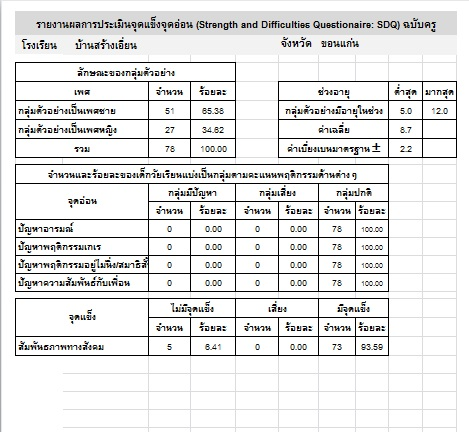 รายงานผลการประเมินจุดแข็งจุดอ่อน (Strength and Difficulties Questionaire: SDQ) ฉบับครู
โรงเรียน บ้านสร้างเอี่ยน จังหวัด ขอนแก่น
ลักษณะของกลุ่มตัวอย่าง
เพศ จำนวน ร้อยละ ช่วงอายุ ต่ำสุด มากสุด
กลุ่มตัวอย่างเป็นเพศชาย 51 65.38 กลุ่มตัวอย่างมีอายุในช่วง 5.0 12.0
กลุ่มตัวอย่างเป็นเพศหญิง 27 34.62 ค่าเฉลี่ย 8.7
รวม 78 100.00 ค่าเบี่ยงเบนมาตรฐาน ± 2.2
จำนวนและร้อยละของเด็กวัยเรียนแบ่งเป็นกลุ่มตามคะแนนพฤติกรรมด้านต่าง ๆ
จุดอ่อน กลุ่มมีปัญหา กลุ่มเสี่ยง กลุ่มปกติ
จำนวน ร้อยละ จำนวน ร้อยละ จำนวน ร้อยละ
ปัญหาอารมณ์ 0 0.00 0 0.00 78 100.00
ปัญหาพฤติกรรมเกเร 0 0.00 0 0.00 78 100.00
ปัญหาพฤติกรรมอยู่ไม่นิ่ง/สมาธิสั้ 0 0.00 0 0.00 78 100.00
ปัญหาความสัมพันธ์กับเพื่อน 0 0.00 0 0.00 78 100.00
จุดแข็ง ไม่มีจุดแข็ง เสี่ยง มีจุดแข็ง
จำนวน ร้อยละ จำนวน ร้อยละ จำนวน ร้อยละ
สัมพันธภาพทางสังคม 5 6.41 0 0.00 73 93.59